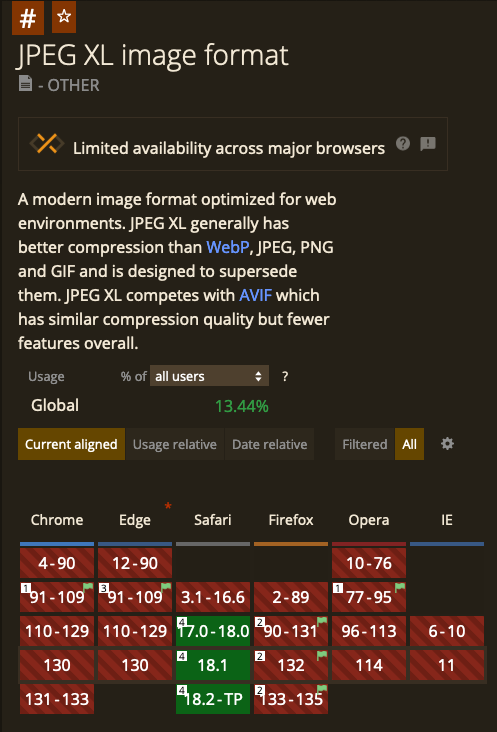 #
JPEG XL image format
- OTHER
Limited availability across major browsers ?
A modern image format optimized for web
environments. JPEG XL generally has
better compression than WebP, JPEG, PNG
and GIF and is designed to supersede
them. JPEG XL competes with AVIF which
has similar compression quality but fewer
features overall.
Usage % of all users ?
Global 13.44%
Current aligned Usage relative Date relative Filtered All
Chrome Edge * Safari Firefox Opera IE
4-90 12-90 10-76
1 91-109 3 91-109 3.1-16.6 2-89 1 77-95
110-129 110-129 4 17.0-18.0 2 90-131 96-113 6-10
130 130 4 18.1 2 132 114 11
131-133 4 18.2-TP 2 133-135